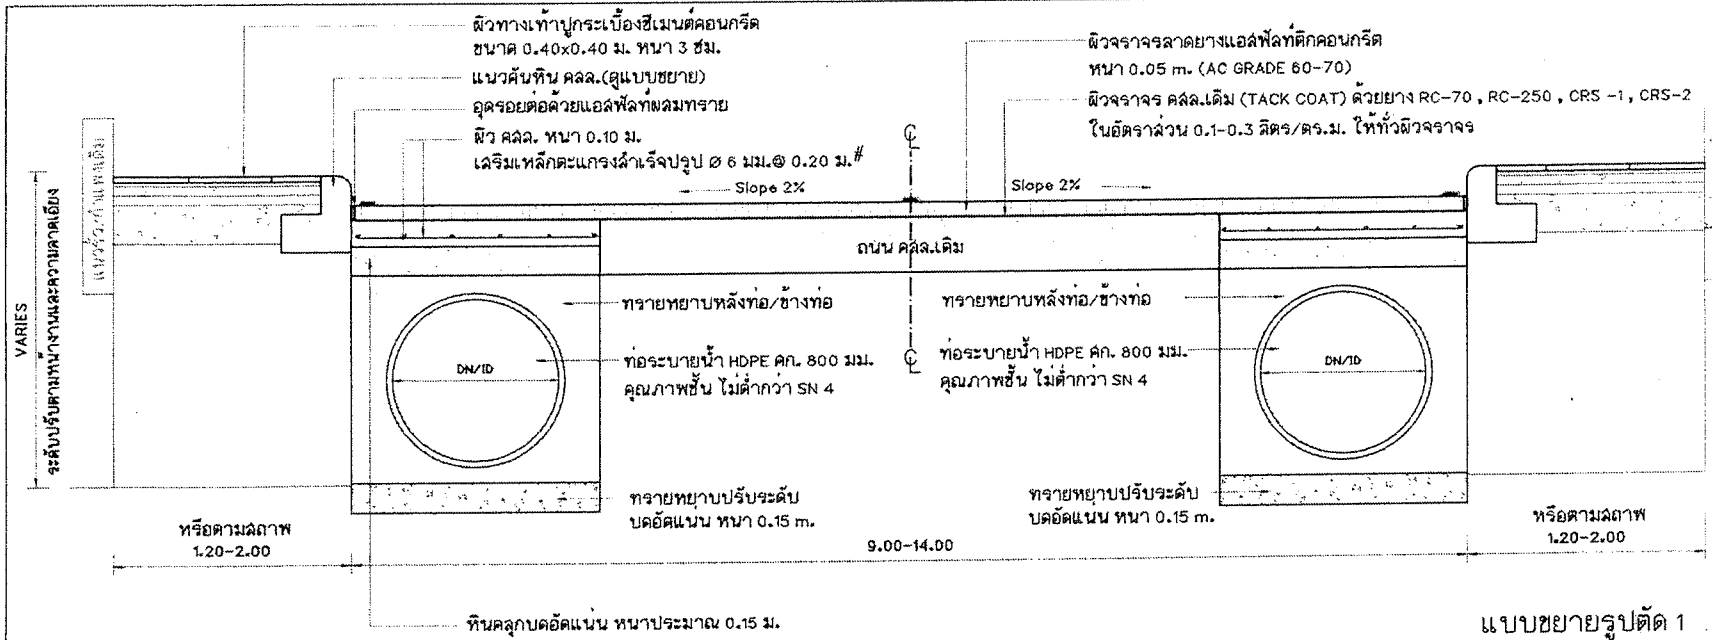 ผิวทางเท้าปูกระเบื้องซีเมนต์คอนกรีต
ขนาด 0.40x0.40 ม. หนา 3 ซม.
แนวคันหิน คสล.(ดูแบบขยาย)
อุดรอยต่อด้วยแอสฟัลท์ผสมทราย
ผิว คสล. หนา 0.10 ม.
เสริมเหล็กตะแกรงสำเร็จปรูป Ø 6 มม.@ 0.20 ม.#
ผิวจราจรลาดยางแอสฟัลท์ติกคอนกรีต
หนา 0.05 m. (AC GRADE 60-70)
ผิวจราจร คสล.เดิม (TACK COAT) ด้วยยาง RC-70 , RC-250 , CRS -1, CRS-2
ในอัตราส่วน 0.1-0.3 ลิตร/ตร.ม. ให้ทั่วผิวจราจร
Slope 2%
Slope 2%
VARIES
ระดับปรับตามหน้างานและความลาดเอียง
แนวรั้ว/กำแพงเดิม
ถนน คสล.เดิม
ทรายหยาบหลังท่อ/ข้างท่อ
ทรายหยาบหลังท่อ/ข้างท่อ
DN/ID
ท่อระบายน้ำ HDPE ศก. 800 มม.
คุณภาพชั้น ไม่ต่ำกว่า SN 4
ท่อระบายน้ำ HDPE ศก. 800 มม.
คุณภาพชั้น ไม่ต่ำกว่า SN 4
DN/ID
ทรายหยาบปรับระดับ
บดอัดแน่น หนา 0.15 m.
ทรายหยาบปรับระดับ
บดอัดแน่น หนา 0.15 m.
หรือตามสถาพ
1.20-2.00
9.00-14.00
หรือตามสถาพ
1.20-2.00
หินคลุกบดอัดแน่น หนาประมาณ 0.15 ม.
แบบขยายรูปตัด 1